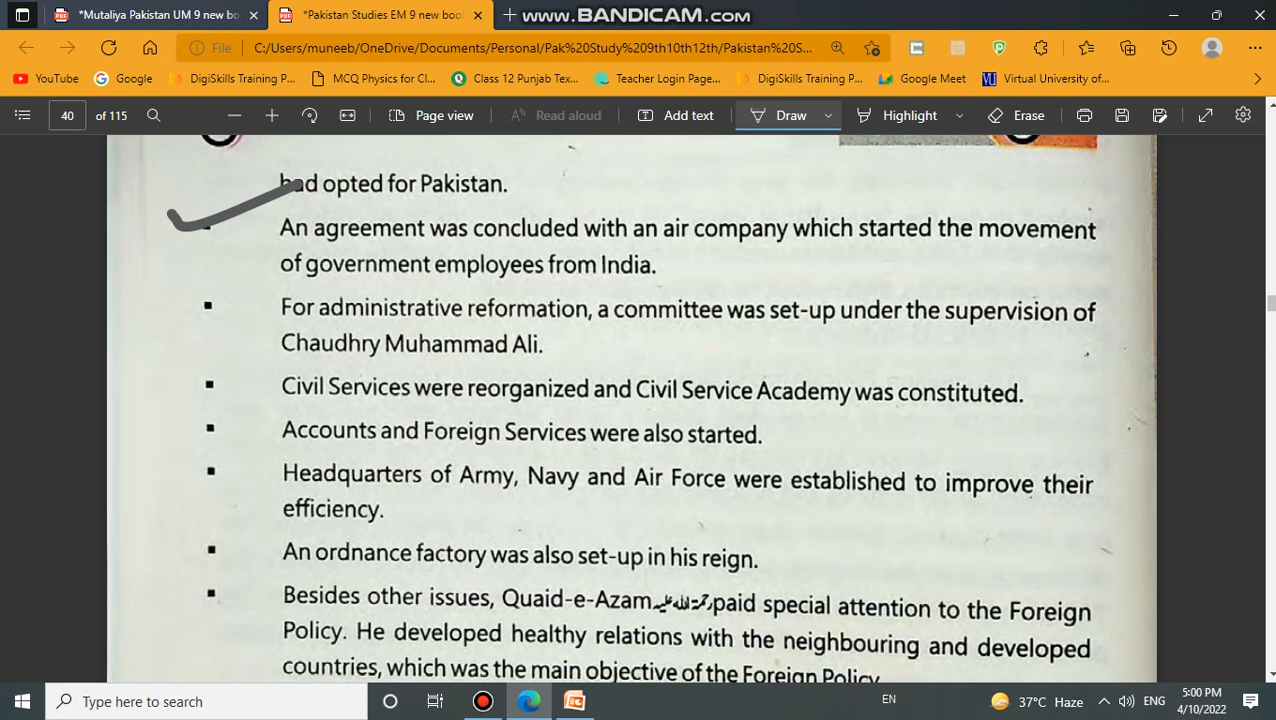 *Mutaliya Pakistan UM 9 new boo
*Pakistan Studies EM 9 new boo
www.BANDICAM.com
File
C:/Users/muneeb/OneDrive/Documents/Personal/Pak%20Study%209th10th12th/Pakistan%20S...
YouTube
Google
DigiSkills Training P...
MCQ Physics for Cl...
Class 12 Punjab Tex...
Teacher Login Page...
DigiSkills Training P...
Google Meet
VU
Virtual University of...
40 of 115
Page view
Read aloud
Add text
Draw
Highlight
Erase
had opted for Pakistan.
An agreement was concluded with an air company which started the movement
of government employees from India.
For administrative reformation, a committee was set-up under the supervision of
Chaudhry Muhammad Ali.
Civil Services were reorganized and Civil Service Academy was constituted.
Accounts and Foreign Services were also started.
Headquarters of Army, Navy and Air Force were established to improve their
efficiency.
An ordnance factory was also set-up in his reign.
Besides other issues, Quaid-e-Azam رحمۃ اللہ علیہ paid special attention to the Foreign
Policy. He developed healthy relations with the neighbouring and developed
countries, which was the main objective of the Foreign Policy
Type here to search
EN
37°C Haze
ENG
5:00 PM
4/10/2022